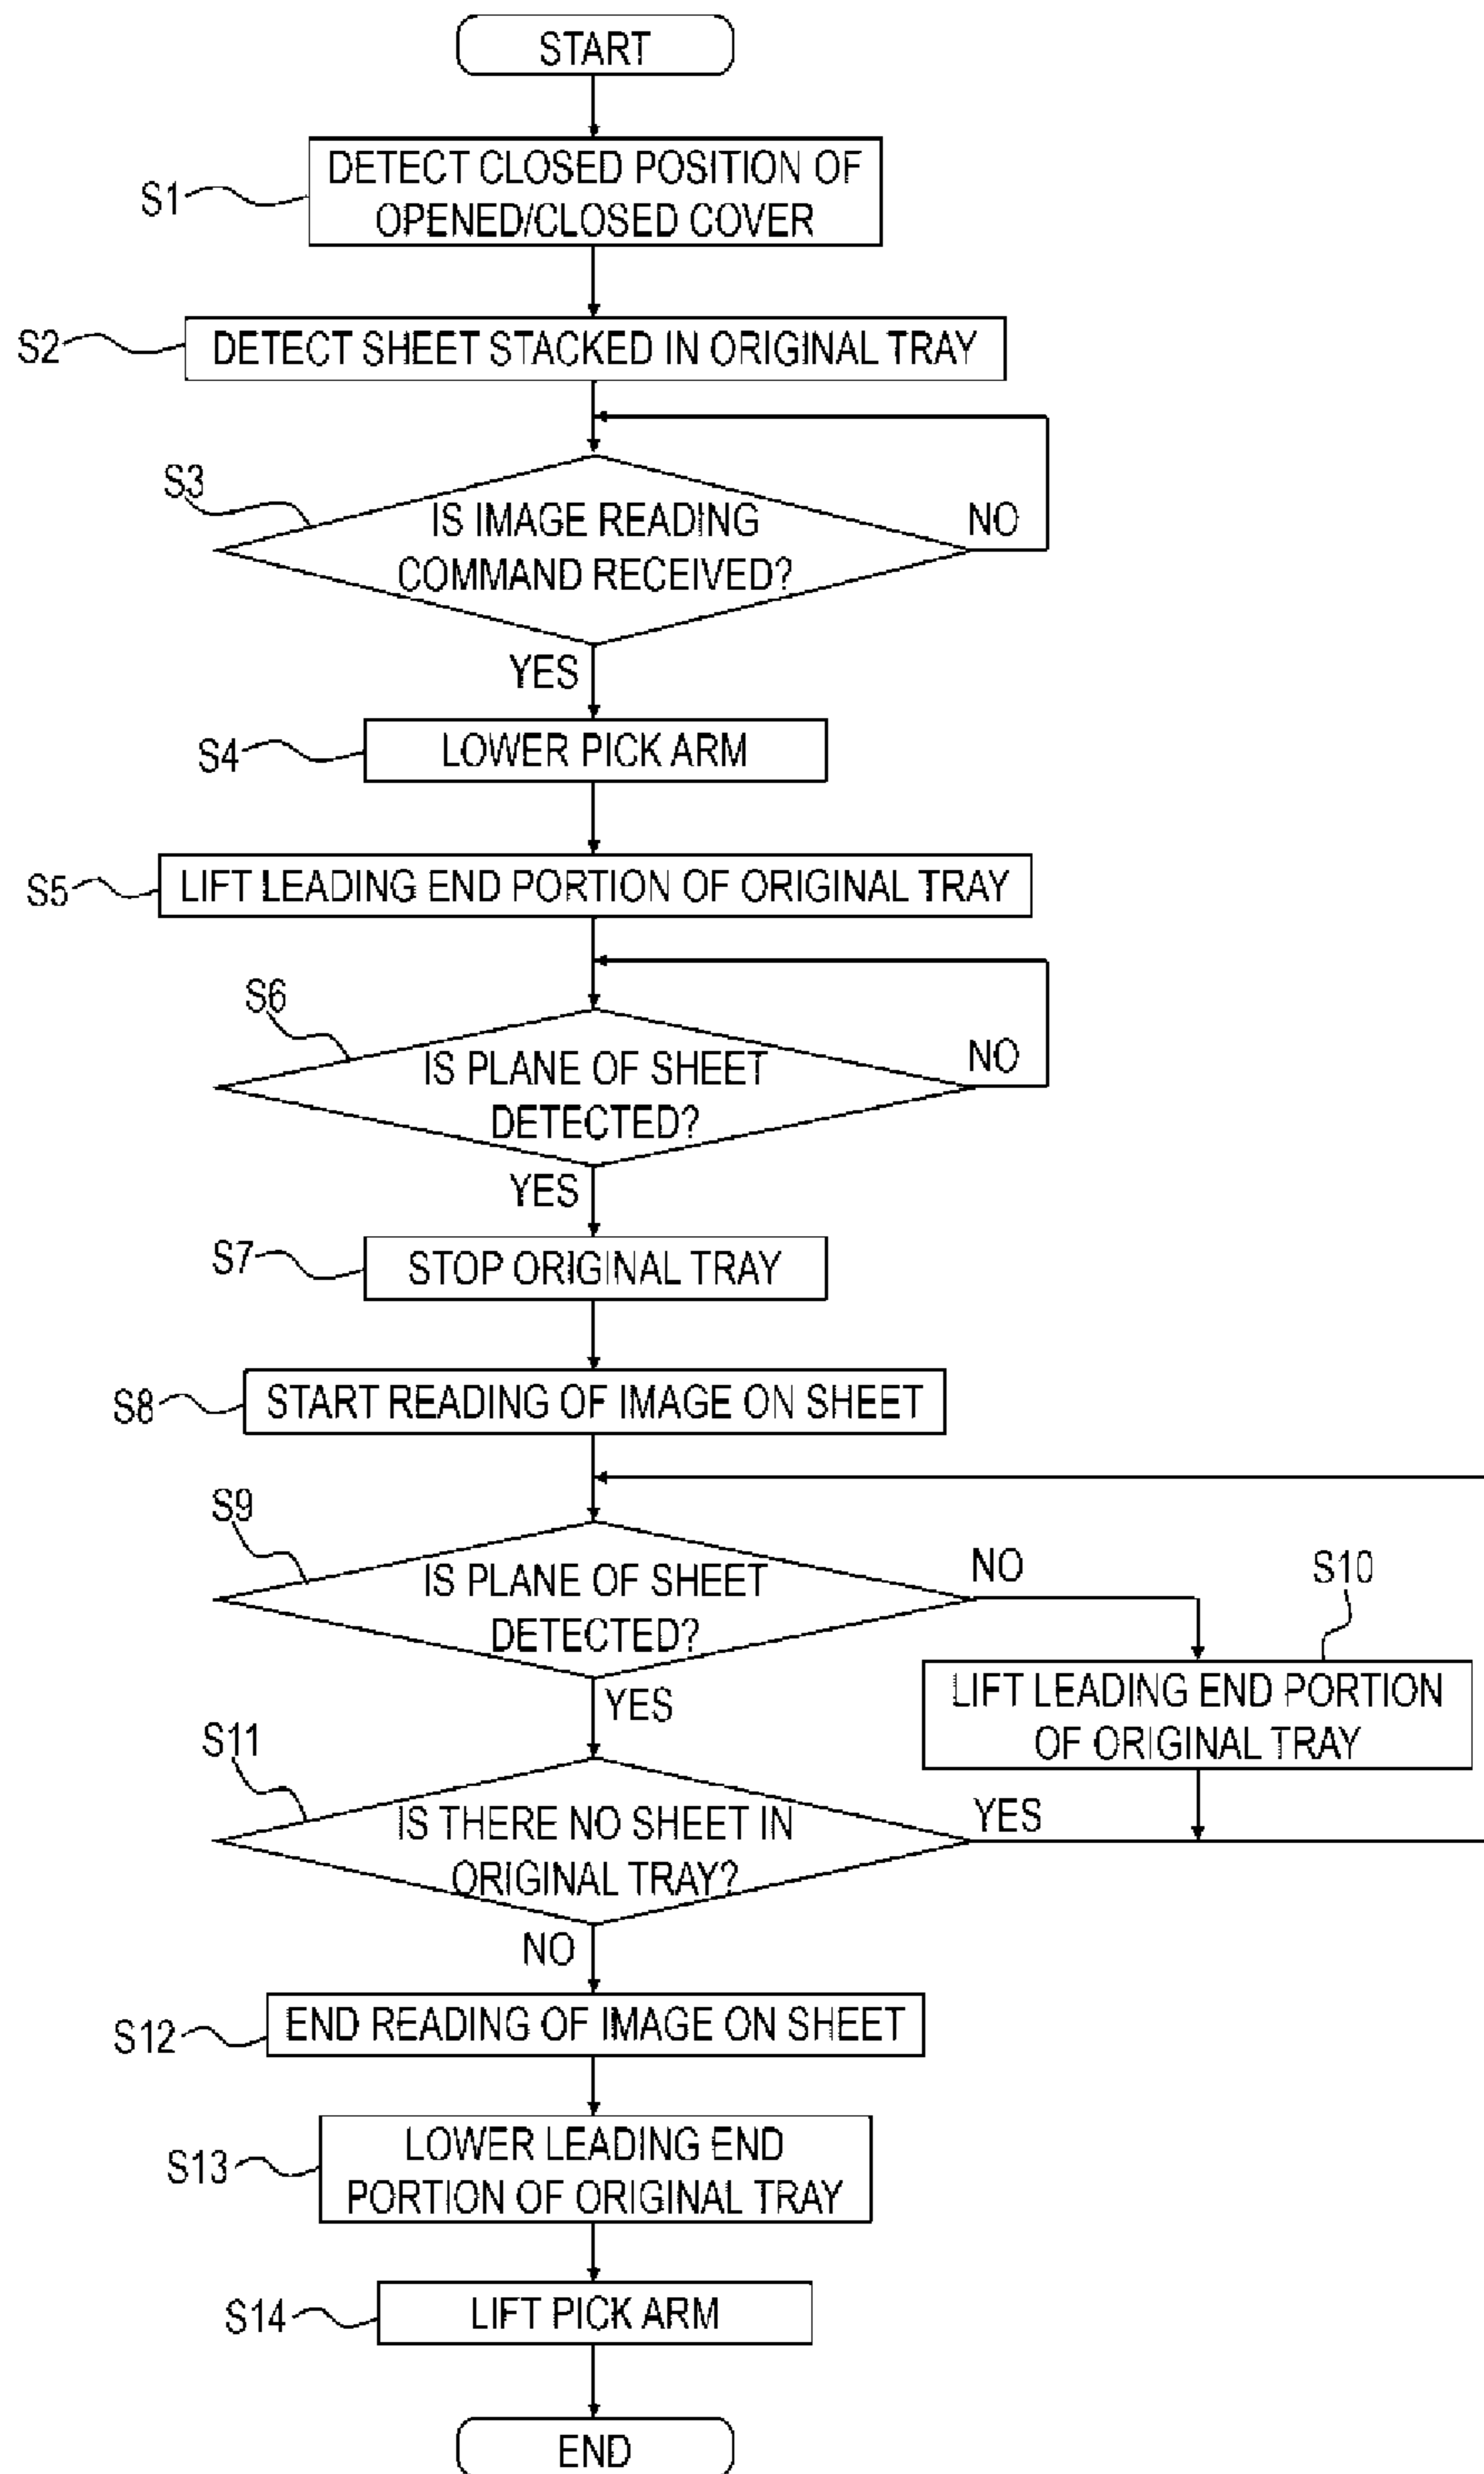 START
S1
DETECT CLOSED POSITION OF
OPENED/CLOSED COVER
S2
DETECT SHEET STACKED IN ORIGINAL TRAY
S3
IS IMAGE READING
COMMAND RECEIVED?
NO
YES
S4
LOWER PICK ARM
S5
LIFT LEADING END PORTION OF ORIGINAL TRAY
S6
IS PLANE OF SHEET
DETECTED?
NO
YES
S7
STOP ORIGINAL TRAY
S8
START READING OF IMAGE ON SHEET
S9
IS PLANE OF SHEET
DETECTED?
NO
S10
LIFT LEADING END PORTION
OF ORIGINAL TRAY
YES
S11
IS THERE NO SHEET IN
ORIGINAL TRAY?
YES
NO
S12
END READING OF IMAGE ON SHEET
S13
LOWER LEADING END
PORTION OF ORIGINAL TRAY
S14
LIFT PICK ARM
END